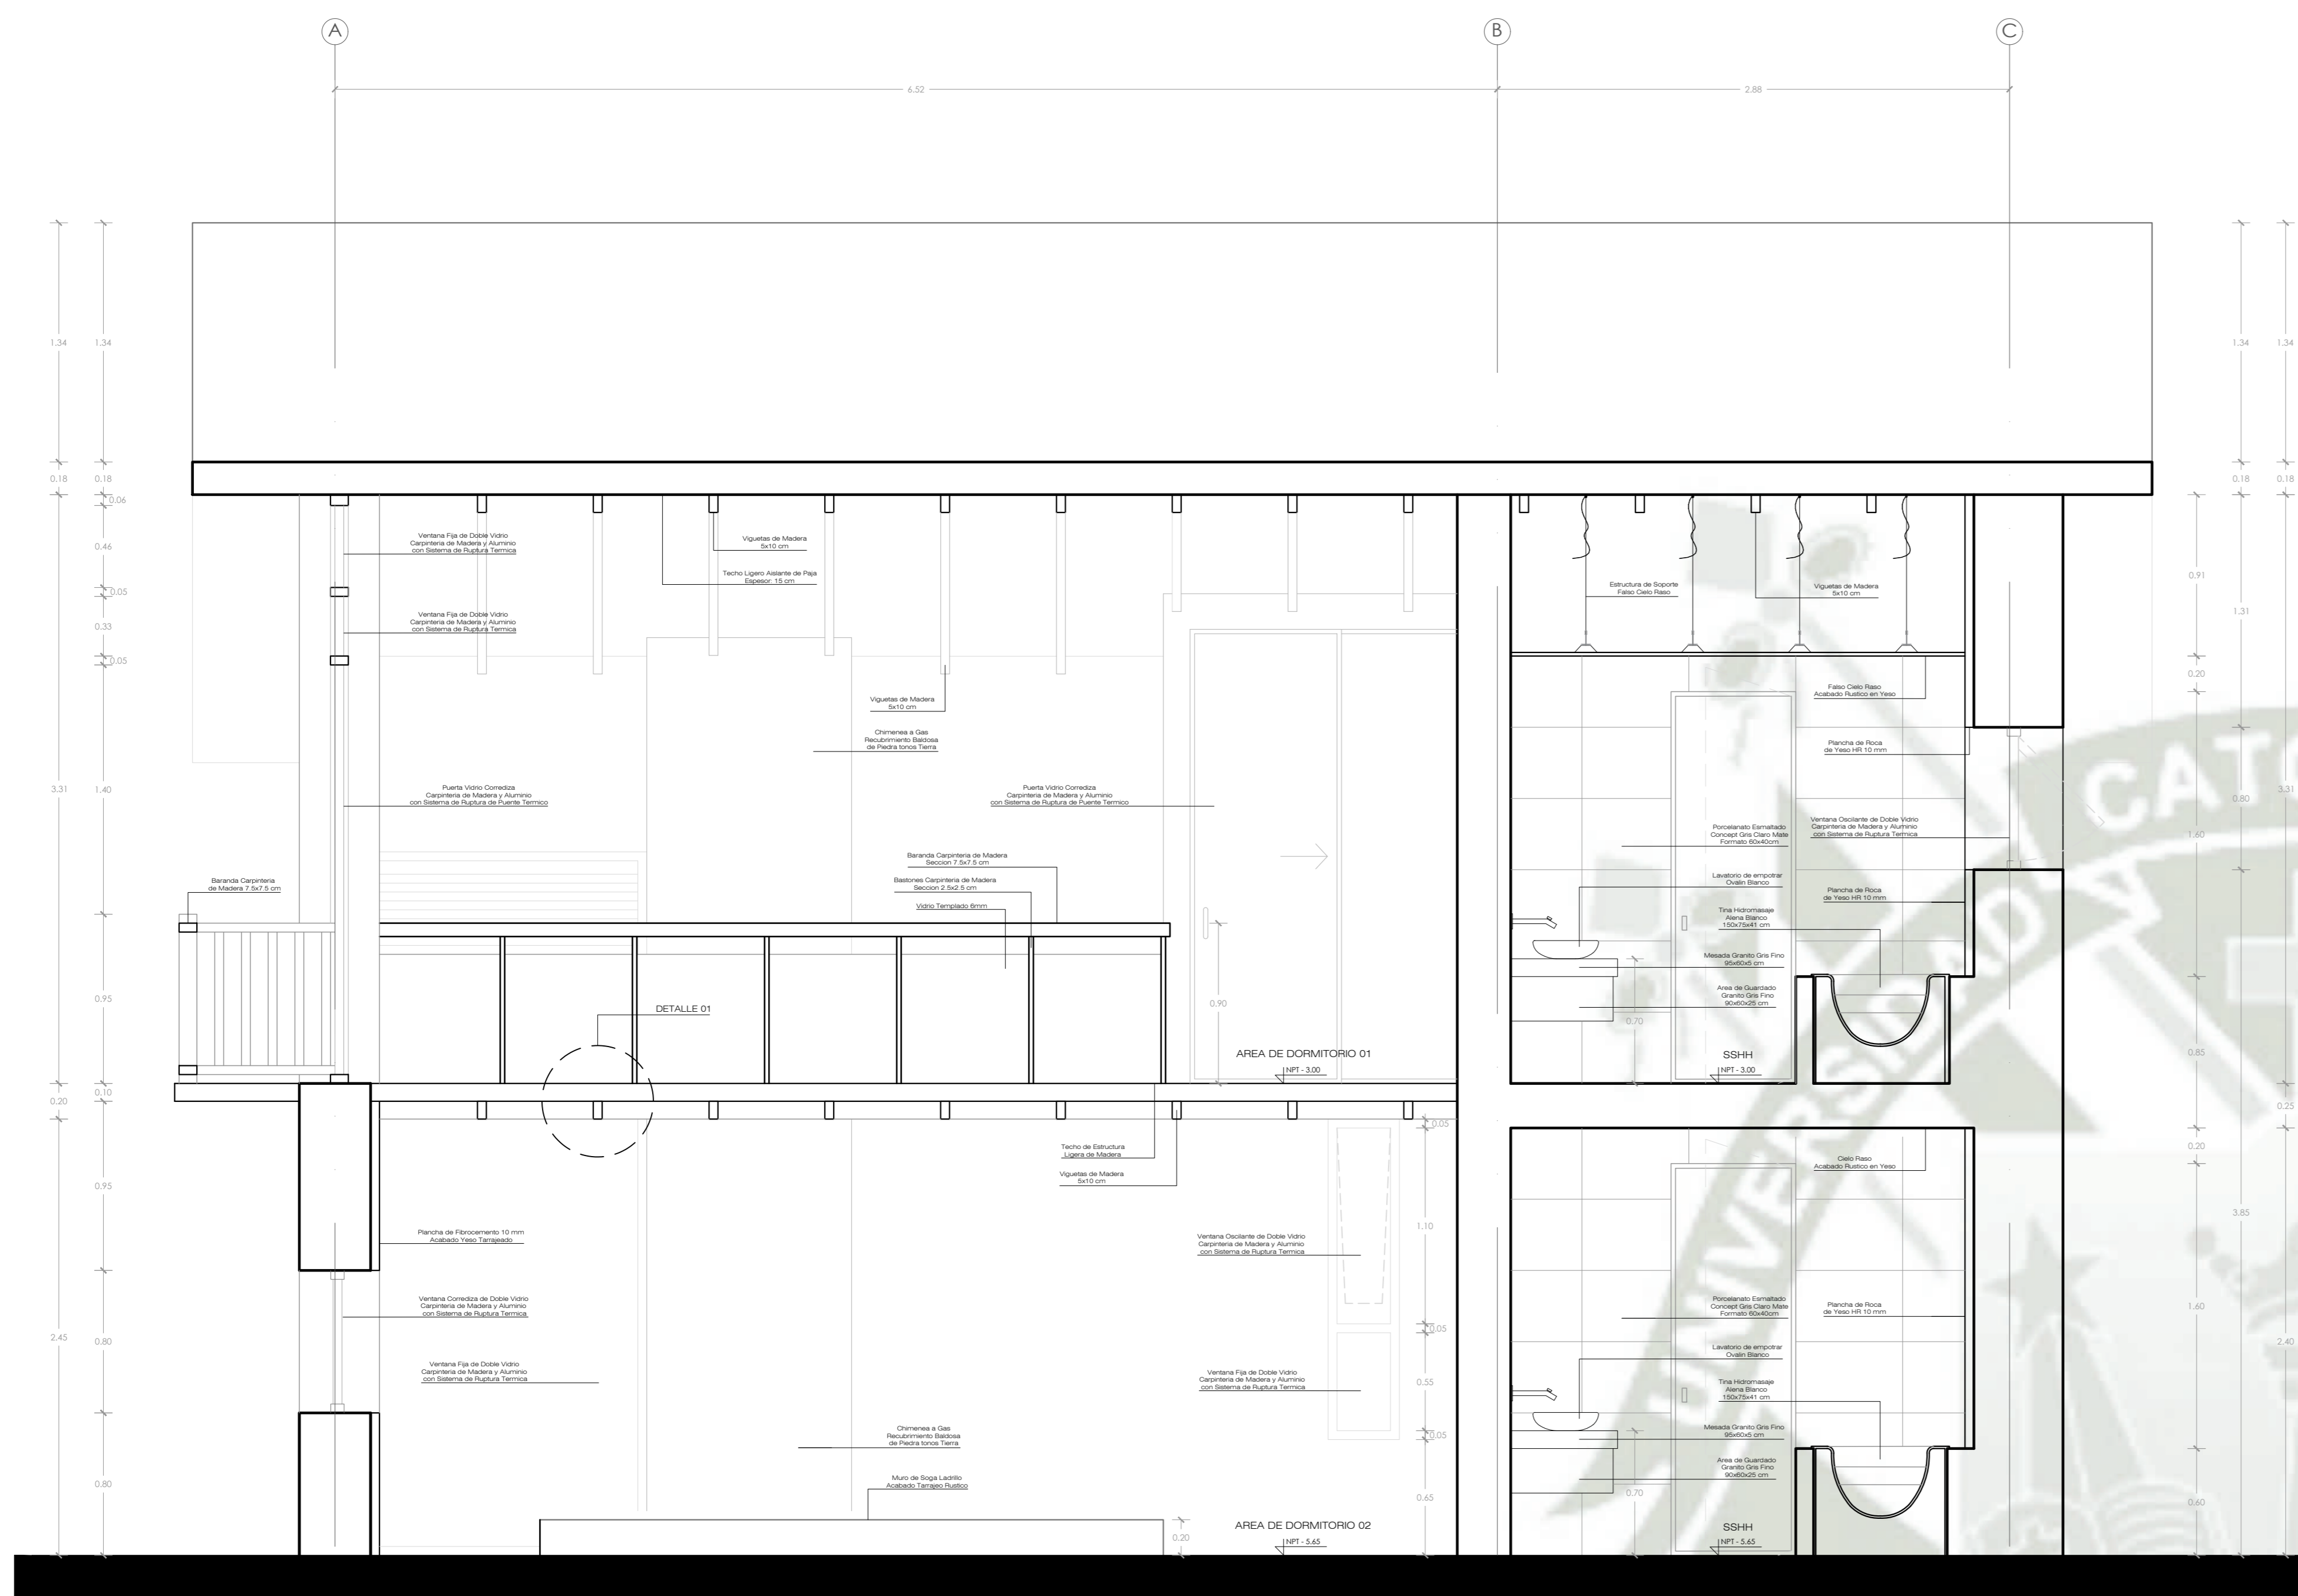 A
B
C
6.52
2.88
1.34
1.34
1.34
1.34
0.18
0.18
0.18
0.18
0.06
0.46
0.05
0.33
0.05
3.31
1.40
0.95
0.20
0.10
0.95
2.45
0.80
0.80
Ventana Fija de Doble Vidrio
Carpinteria de Madera y Aluminio
con Sistema de Ruptura Termica
Viguetas de Madera
5x10 cm
Techo Ligero Aislante de Paja
Espesor: 15 cm
Ventana Fija de Doble Vidrio
Carpinteria de Madera y Aluminio
con Sistema de Ruptura Termica
Viguetas de Madera
5x10 cm
Chimenea a Gas
Recubrimiento Baldosa
de Piedra tonos Tierra
Puerta Vidrio Corrediza
Carpinteria de Madera y Aluminio
con Sistema de Ruptura de Puente Termico
Puerta Vidrio Corrediza
Carpinteria de Madera y Aluminio
con Sistema de Ruptura de Puente Termico
Baranda Carpinteria
de Madera 7.5x7.5 cm
Baranda Carpinteria de Madera
Seccion 7.5x7.5 cm
Bastones Carpinteria de Madera
Seccion 2.5x2.5 cm
Vidrio Templado 6mm
DETALLE 01
0.90
AREA DE DORMITORIO 01
NPT - 3.00
Estructura de Soporte
Falso Cielo Raso
Viguetas de Madera
5x10 cm
Falso Cielo Raso
Acabado Rustico en Yeso
Plancha de Roca
de Yeso HR 10 mm
Porcelanato Esmaltado
Concept Gris Claro Mate
Formato 60x40cm
Ventana Oscilante de Doble Vidrio
Carpinteria de Madera y Aluminio
con Sistema de Ruptura Termica
Lavatorio de empotrar
Ovalin Blanco
Plancha de Roca
de Yeso HR 10 mm
Tina Hidromasaje
Alena Blanco
150x75x41 cm
Mesada Granito Gris Fino
95x60x5 cm
Area de Guardado
Granito Gris Fino
90x60x25 cm
0.70
SSHH
NPT - 3.00
0.91
1.31
0.20
0.80
3.31
1.60
0.85
0.25
0.20
3.85
1.60
2.40
0.60
Techo de Estructura
Ligera de Madera
Viguetas de Madera
5x10 cm
Plancha de Fibrocemento 10 mm
Acabado Yeso Tarrajeado
Ventana Corrediza de Doble Vidrio
Carpinteria de Madera y Aluminio
con Sistema de Ruptura Termica
Ventana Fija de Doble Vidrio
Carpinteria de Madera y Aluminio
con Sistema de Ruptura Termica
Ventana Oscilante de Doble Vidrio
Carpinteria de Madera y Aluminio
con Sistema de Ruptura Termica
Ventana Fija de Doble Vidrio
Carpinteria de Madera y Aluminio
con Sistema de Ruptura Termica
0.05
1.10
0.05
0.55
0.05
0.65
Chimenea a Gas
Recubrimiento Baldosa
de Piedra tonos Tierra
Muro de Soga Ladrillo
Acabado Tarrajeo Rustico
0.20
AREA DE DORMITORIO 02
NPT - 5.65
Cielo Raso
Acabado Rustico en Yeso
Porcelanato Esmaltado
Concept Gris Claro Mate
Formato 60x40cm
Plancha de Roca
de Yeso HR 10 mm
Lavatorio de empotrar
Ovalin Blanco
Tina Hidromasaje
Alena Blanco
150x75x41 cm
Mesada Granito Gris Fino
95x60x5 cm
Area de Guardado
Granito Gris Fino
90x60x25 cm
0.70
SSHH
NPT - 5.65
UNIVERSIDAD
CATO